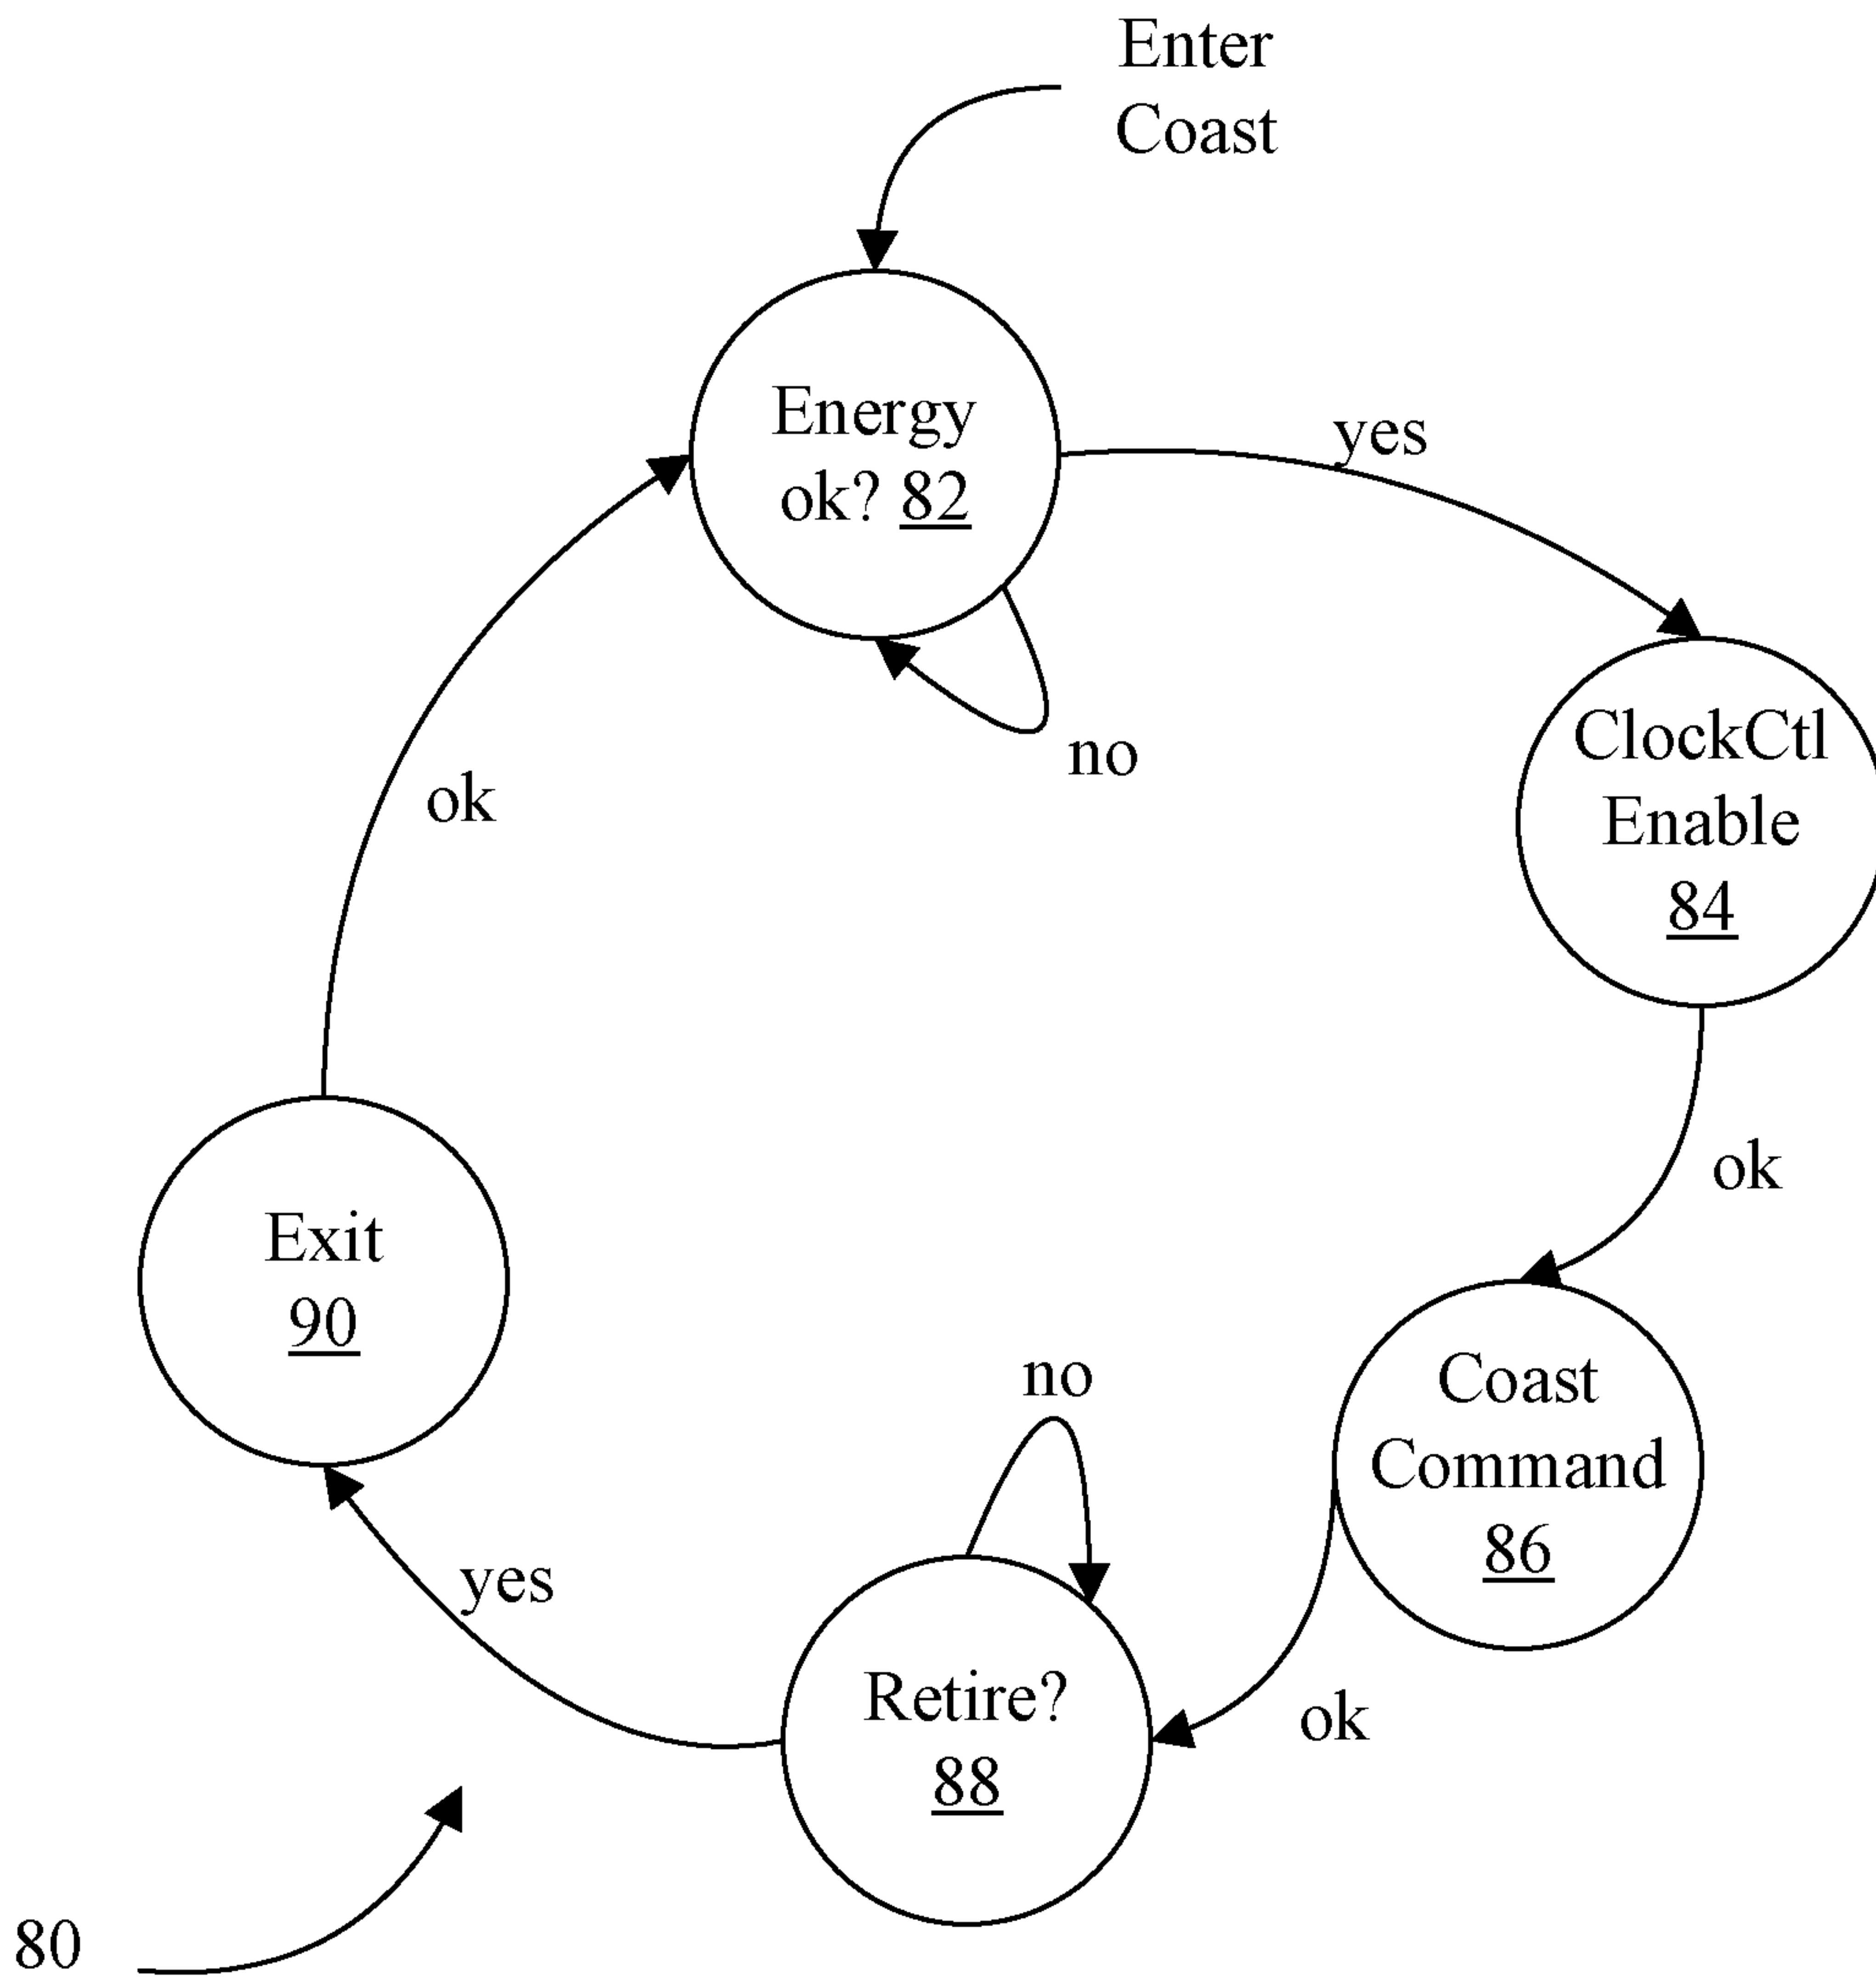 Enter
Coast
Energy
ok? 82
yes
no
ClockCtl
Enable
84
ok
ok
Coast
Command
86
ok
no
Retire?
88
yes
Exit
90
80